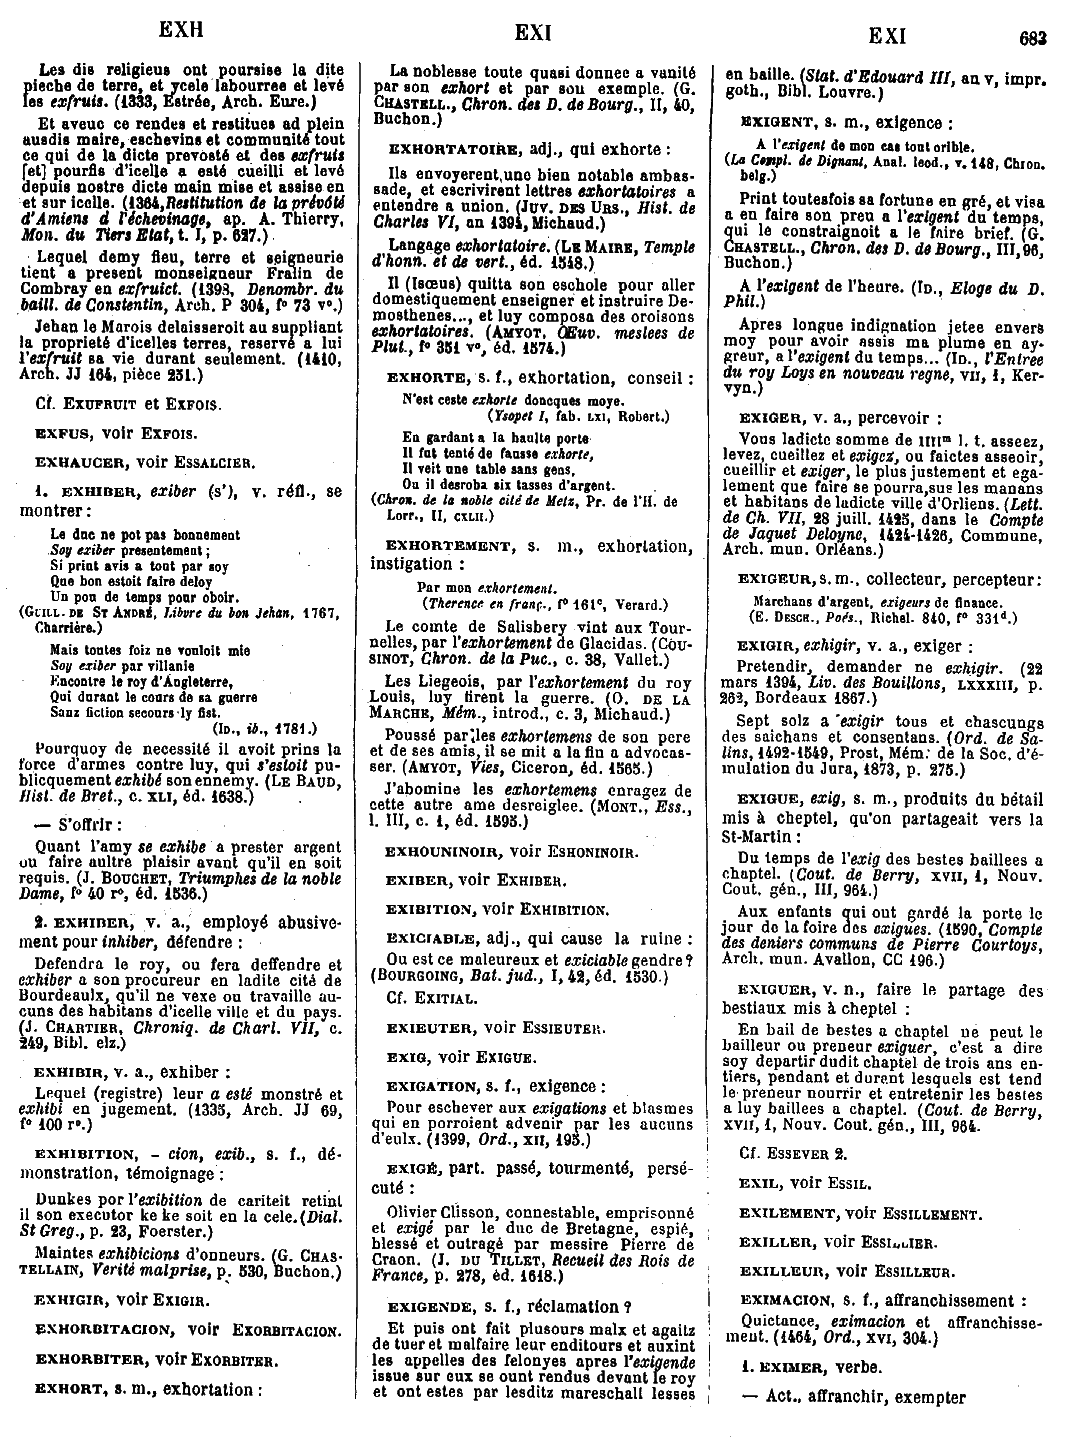 EXH
EXI
EXI
683
Les dis religieus ont poursise la dite
pieche de terre, et ycele labourree et levé
les exfruis. (1333, Estrée, Arch. Eure.)
Et aveuc ce rendes et restitues ad plein
ausdis maire, eschevins et communité tout
ce qui de la dicte prevosté et des exfruis
[et] pourfis d'icelle a esté cueilli et levé
depuis nostre dicte main mise et assise en
et sur icelle. (1364, Restitution de la prévôté
d'Amiens à l'échevinage, ap. A. Thierry,
Mon. du Tiers Etat, t. I, p. 627.)
Lequel demy fieu, terre et seigneurie
tient a present monseigneur Fralin de
Combray en exfruict. (1393, Denombr. du
baill. de Constentin, Arch. P 304, f° 73 v°.)
Jehan le Marois delaisseroit au suppliant
la proprieté d'icelles terres, reservé a lui
l'exfruit sa vie durant seulement. (1410,
Arch. JJ 164, pièce 231.)
Cf. EXUFRUIT et EXFOIS.
EXFUS, voir EXFOIS.
EXHAUCER, voir ESSALCIER.
1. EXHIBER, exiber (s'), v. réfl., se
montrer :
Le duc ne pot pas bonnement
Soy exiber presentement ;
Si print avis a tout par soy
Que bon estoit faire deloy
Un pou de temps pour obeir.
(GUILL. DE ST ANDRÉ, Libvre du bon Jehan, 1767,
Charrière.)
Mais toutes foiz ne vouloit mie
Soy exiber par villanie
Encontre le roy d'Angleterre,
Qui durant le cours de sa guerre
Sanz fiction secours ly fist.
(ID., ib., 1781.)
Pourquoy de necessité il avoit prins la
force d'armes contre luy, qui s'estoit pu-
blicquement exhibé son ennemy. (LE BAUD,
Hist. de Bret., c. XLI, éd. 1638.)
— S'offrir :
Quant l'amy se exhibe a prester argent
ou faire aultre plaisir avant qu'il en soit
requis. (J. BOUCHET, Triumphes de la noble
Dame, f° 40 r°, éd. 1536.)
2. EXHIBER, v. a., employé abusive-
ment pour inhiber, défendre :
Defendra le roy, ou fera deffendre et
exhiber a son procureur en ladite cité de
Bourdeaulx, qu'il ne vexe ou travaille au-
cuns des habitans d'icelle ville et du pays.
(J. CHARTIER, Chroniq. de Charl. VII, c.
249, Bibl. elz.)
EXHIBIR, v. a., exhiber :
Lequel (registre) leur a esté monstré et
exhibi en jugement. (1335, Arch. JJ 69,
f° 100 r°.)
EXHIBITION, - cion, exib., s. f., dé-
monstration, témoignage :
Dunkes por l'exibition de cariteit retint
il son executor ke ke soit en la cele. (Dial.
St Greg., p. 23, Foerster.)
Maintes exhibicions d'onneurs. (G. CHAS-
TELLAIN, Verité malprise, p. 530, Buchon.)
EXHIGIR, voir EXIGIR.
EXHORBITACION, voir EXORBITACION.
EXHORBITER, voir EXORBITER.
EXHORT, s. m., exhortation :
La noblesse toute quasi donnee a vanité
par son exhort et par sou exemple. (G.
CHASTELL., Chron. des D. de Bourg., II, 40,
Buchon.)
EXHORTATOIRE, adj., qui exhorte :
Ils envoyerent une bien notable ambas-
sade, et escrivirent lettres exhortatoires a
entendre a union. (JUV. DES URS., Hist. de
Charles VI, an 1394, Michaud.)
Langage exhortatoire. (LE MAIRE, Temple
d'honn. et de vert., éd. 1548.)
Il (Isœus) quitta son eschole pour aller
domestiquement enseigner et instruire De-
mosthenes..., et luy composa des oroisons
exhortatoires. (AMYOT, Œuv. meslees de
Plut., f° 351 v°, éd. 1574.)
EXHORTE, s. f., exhortation, conseil :
N'est ceste exhorte doncques moye.
(Ysopet I, fab. LXI, Robert.)
En gardant a la haulte porte
Il fut tenté de fausse exhorte,
Il veit une table sans gens,
Ou il desroba six tasses d'argent.
(Chron. de la noble cité de Metz, Pr. de l'H. de
Lorr., II, CXLII.)
EXHORTEMENT, s. m., exhortation,
instigation :
Par mon exhortement.
(Therence en franç., f° 161c, Verard.)
Le comte de Salisbery vint aux Tour-
nelles, par l'exhortement de Glacidas. (COU-
SINOT, Chron. de la Puc., c. 38, Vallet.)
Les Liegeois, par l'exhortement du roy
Louis, luy firent la guerre. (O. DE LA
MARCHE, Mém., introd., c. 3, Michaud.)
Poussé par les exhortemens de son pere
et de ses amis, il se mit a la fin a advocas-
ser. (AMYOT, Vies, Ciceron, éd. 1565.)
J'abomine les exhortemens enragez de
cette autre ame desreiglee. (MONT., Ess.,
l. III, c. 1, éd. 1595.)
EXHOUNINOIR, voir ESHONINOIR.
EXIBER, voir EXHIBER.
EXIBITION, voir EXHIBITION.
EXICIABLE, adj., qui cause la ruine :
Ou est ce maleureux et exiciable gendre ?
(BOURGOING, Bat. jud., I, 42, éd. 1530.)
Cf. EXITIAL.
EXIEUTER, voir ESSIEUTER.
EXIG, voir EXIGUE.
EXIGATION, s. f., exigence :
Pour eschever aux exigations et blasmes
qui en porroient advenir par les aucuns
d'eulx. (1399, Ord., XII, 195.)
EXIGÉ, part. passé, tourmenté, persé-
cuté :
Olivier Clisson, connestable, emprisonné
et exigé par le duc de Bretagne, espié,
blessé et outragé par messire Pierre de
Craon. (J. DU TILLET, Recueil des Rois de
France, p. 278, éd. 1618.)
EXIGENDE, s. f., réclamation ?
Et puis ont fait plusours malx et agaitz
de tuer et malfaire leur enditours et auxint
les appelles des felonyes apres l'exigende
issue sur eux se ount rendus devant le roy
et ont estes par lesditz mareschall lesses
en baille. (Stat. d'Edouard III, an v, impr.
goth., Bibl. Louvre.)
EXIGENT, s. m., exigence :
A l'exigent de mon cas tout orible.
(La Compl. de Dignant, Anal. leod., v. 148, Chron.
belg.)
Print toutesfois sa fortune en gré, et visa
a en faire son preu a l'exigent du temps,
qui le constraignoit a le faire brief. (G.
CHASTELL., Chron. des D. de Bourg., III, 96,
Buchon.)
A l'exigent de l'heure. (ID., Eloge du D.
Phil.)
Apres longue indignation jetee envers
moy pour avoir assis ma plume en ay-
greur, a l'exigent du temps... (ID., l'Entree
du roy Loys en nouveau regne, VII, 1, Ker-
vyn.)
EXIGER, v. a., percevoir :
Vous ladicte somme de IIIIm l. t. asseez,
levez, cueillez et exigez, ou faictes asseoir,
cueillir et exiger, le plus justement et ega-
lement que faire se pourra, sus les manans
et habitans de ladicte ville d'Orliens. (Lett.
de Ch. VII, 28 juill. 1425, dans le Compte
de Jaquet Deloyne, 1424-1426, Commune,
Arch. mun. Orléans.)
EXIGEUR, s. m., collecteur, percepteur :
Marchans d'argent, exigeurs de finance.
(E. DESCH., Poés., Richel. 840, f° 331d.)
EXIGIR, exhigir, v. a., exiger :
Pretendir, demander ne exhigir. (22
mars 1394, Liv. des Bouillons, LXXXIII, p.
262, Bordeaux 1867.)
Sept solz a exigir tous et chascungs
des saichans et consentans. (Ord. de Sa-
lins, 1492-1549, Prost, Mém. de la Soc. d'é-
mulation du Jura, 1873, p. 275.)
EXIGUE, exig, s. m., produits du bétail
mis à cheptel, qu'on partageait vers la
St-Martin :
Du temps de l'exig des bestes baillees a
chaptel. (Cout. de Berry, XVII, 1, Nouv.
Cout. gén., III, 964.)
Aux enfants qui out gardé la porte le
jour de la foire des exigues. (1590, Compte
des deniers communs de Pierre Courtoys,
Arch. mun. Avallon, CC 196.)
EXIGUER, v. n., faire le partage des
bestiaux mis à cheptel :
En bail de bestes a chaptel ne peut le
bailleur ou preneur exiguer, c'est a dire
soy departir dudit chaptel de trois ans en-
tiers, pendant et durant lesquels est tend
le preneur nourrir et entretenir les bestes
a luy baillees a chaptel. (Cout. de Berry,
XVII, 1, Nouv. Cout. gén., III, 964.
Cf. ESSEVER 2.
EXIL, voir ESSIL.
EXILEMENT, voir ESSILLEMENT.
EXILLER, voir ESSILLIER.
EXILLEUR, voir ESSILLEUR.
EXIMACION, s. f., affranchissement :
Quictance, eximacion et affranchisse-
ment. (1464, Ord., XVI, 304.)
1. EXIMER, verbe.
— Act., affranchir, exempter